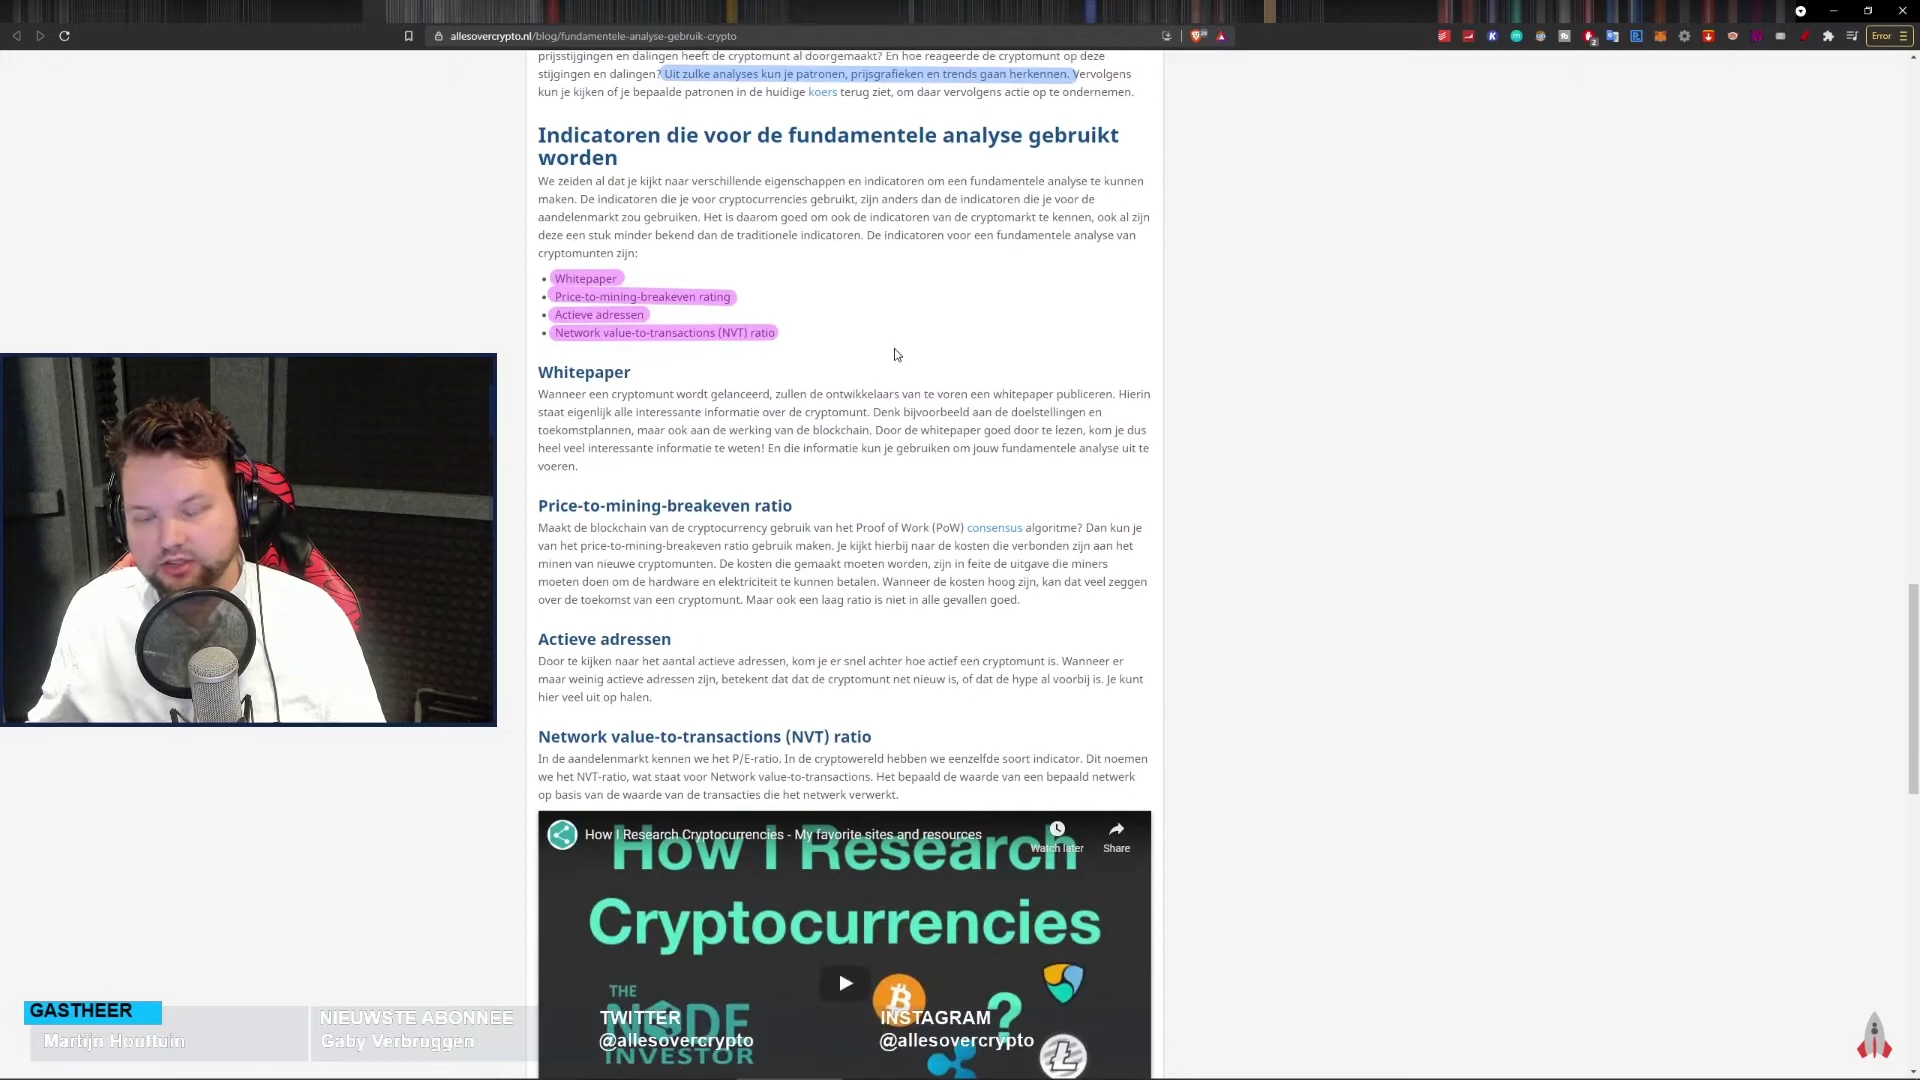 allesovercrypto.nl/blog/fundamentele-analyse-gebruik-crypto
Error
prijsstijgingen en dalingen heeft de cryptomunt al doorgemaakt? En hoe reageerde de cryptomunt op deze
stijgingen en dalingen? Uit zulke analyses kun je patronen, prijsgrafieken en trends gaan herkennen. Vervolgens
kun je kijken of je bepaalde patronen in de huidige koers terug ziet, om daar vervolgens actie op te ondernemen.
Indicatoren die voor de fundamentele analyse gebruikt
worden
We zeiden al dat je kijkt naar verschillende eigenschappen en indicatoren om een fundamentele analyse te kunnen
maken. De indicatoren die je voor cryptocurrencies gebruikt, zijn anders dan de indicatoren die je voor de
aandelenmarkt zou gebruiken. Het is daarom goed om ook de indicatoren van de cryptomarkt te kennen, ook al zijn
deze een stuk minder bekend dan de traditionele indicatoren. De indicatoren voor een fundamentele analyse van
cryptomunten zijn:
• Whitepaper
• Price-to-mining-breakeven rating
• Actieve adressen
• Network value-to-transactions (NVT) ratio
Whitepaper
Wanneer een cryptomunt wordt gelanceerd, zullen de ontwikkelaars van te voren een whitepaper publiceren. Hierin
staat eigenlijk alle interessante informatie over de cryptomunt. Denk bijvoorbeeld aan de doelstellingen en
toekomstplannen, maar ook aan de werking van de blockchain. Door de whitepaper goed door te lezen, kom je dus
heel veel interessante informatie te weten! En die informatie kun je gebruiken om jouw fundamentele analyse uit te
voeren.
Price-to-mining-breakeven ratio
Maakt de blockchain van de cryptocurrency gebruik van het Proof of Work (PoW) consensus algoritme? Dan kun je
van het price-to-mining-breakeven ratio gebruik maken. Je kijkt hierbij naar de kosten die verbonden zijn aan het
minen van nieuwe cryptomunten. De kosten die gemaakt moeten worden, zijn in feite de uitgave die miners
moeten doen om de hardware en elektriciteit te kunnen betalen. Wanneer de kosten hoog zijn, kan dat veel zeggen
over de toekomst van een cryptomunt. Maar ook een laag ratio is niet in alle gevallen goed.
Actieve adressen
Door te kijken naar het aantal actieve adressen, kom je er snel achter hoe actief een cryptomunt is. Wanneer er
maar weinig actieve adressen zijn, betekent dat dat de cryptomunt net nieuw is, of dat de hype al voorbij is. Je kunt
hier veel uit op halen.
Network value-to-transactions (NVT) ratio
In de aandelenmarkt kennen we het P/E-ratio. In de cryptowereld hebben we eenzelfde soort indicator. Dit noemen
we het NVT-ratio, wat staat voor Network value-to-transactions. Het bepaald de waarde van een bepaald netwerk
op basis van de waarde van de transacties die het netwerk verwerkt.
How I Research Cryptocurrencies - My favorite sites and resources
Watch later
Share
How I Research
Cryptocurrencies
THE
NODE
INVESTOR
?
GASTHEER
Martijn Houttuin
NIEUWSTE ABONNEE
Gaby Verbruggen
TWITTER
@allesovercrypto
INSTAGRAM
@allesovercrypto